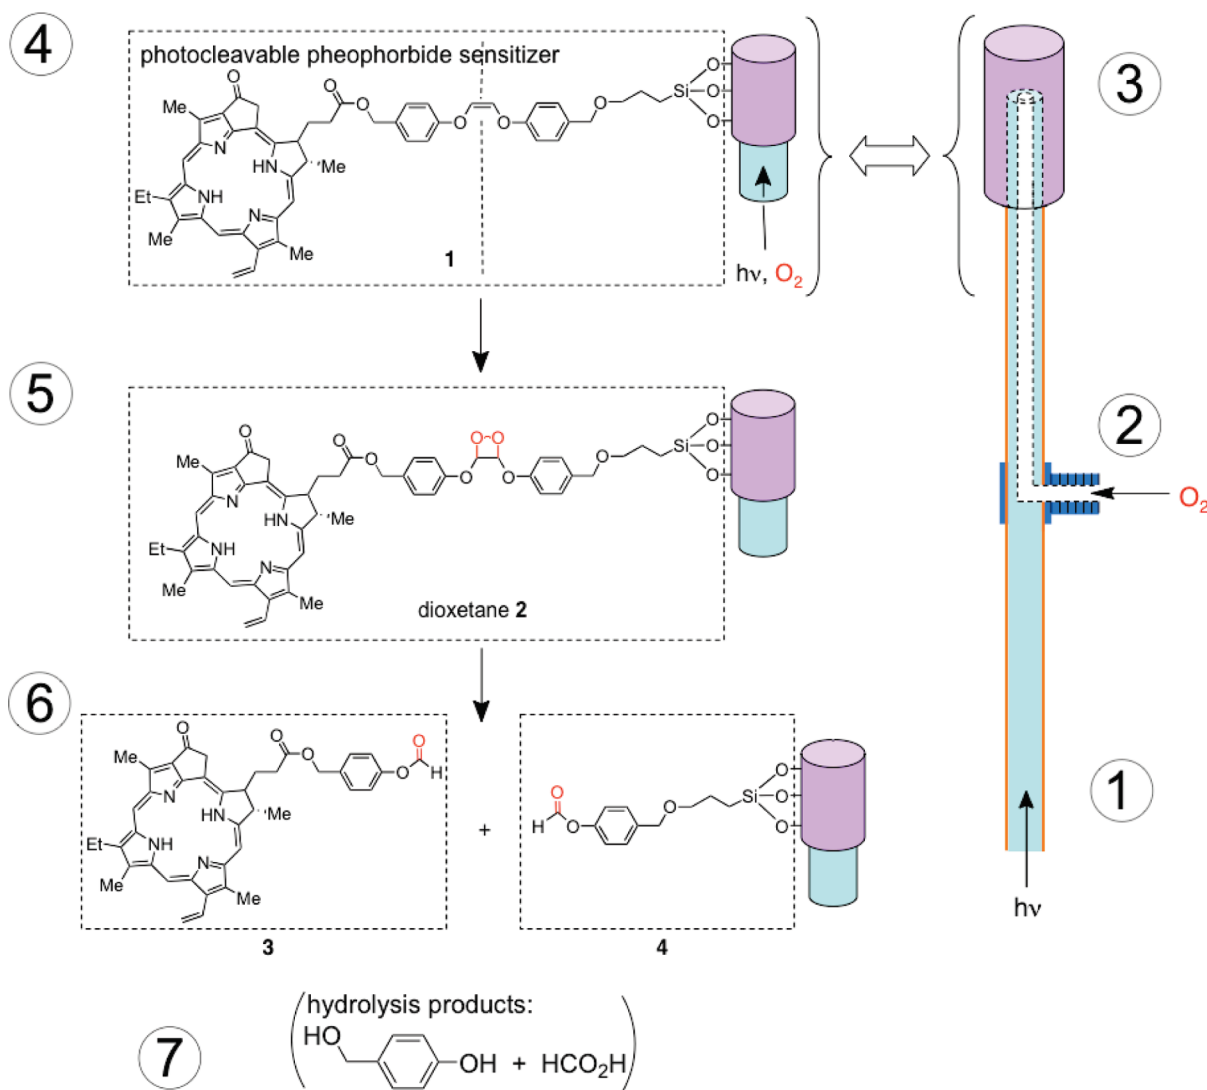 4
photocleavable pheophorbide sensitizer
O
Me
N
HN
Me
NH
Et
N
Me
Me
O
O
O
O
O
Si
O
O
O
1
hν, O2
3
2
O2
1
hν
5
O
Me
N
HN
Me
NH
Et
N
Me
Me
O
O
O-O
O
O
O
Si
O
O
O
dioxetane 2
6
O
Me
N
HN
Me
NH
Et
N
Me
Me
O
O
O
O
H
3
+
O
H
O
O
Si
O
O
O
4
7
hydrolysis products:
HO
OH + HCO2H